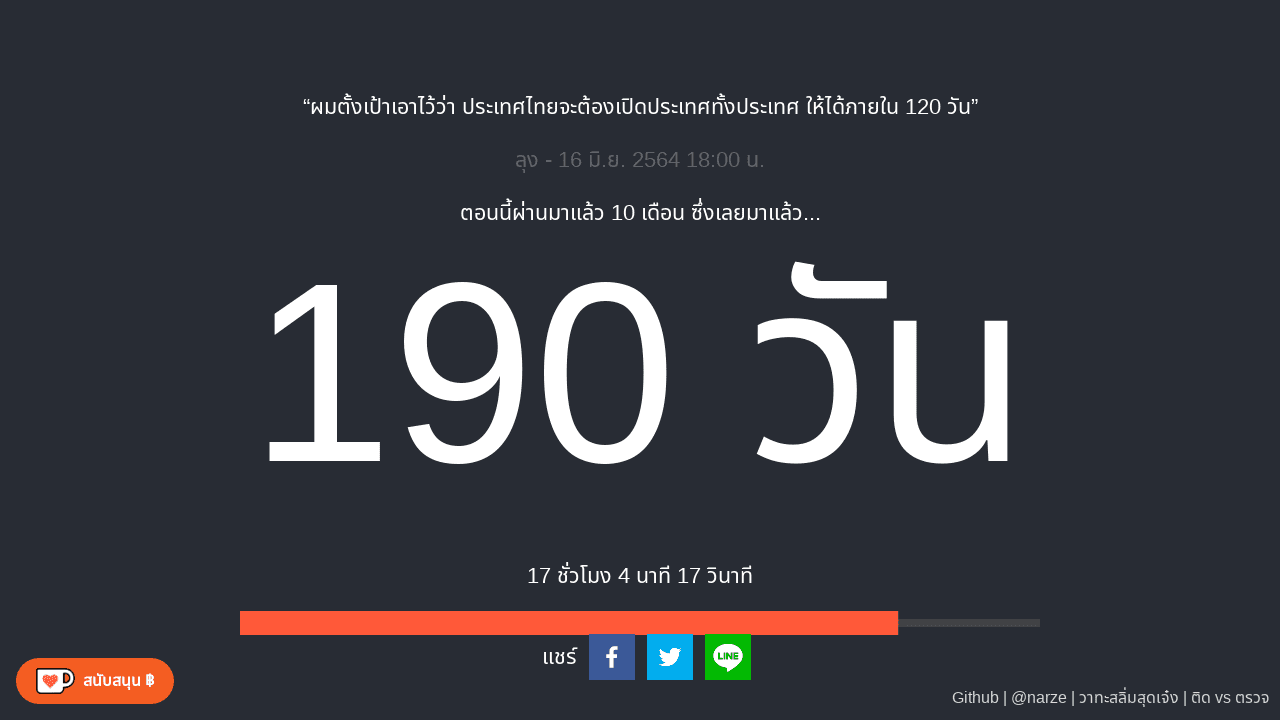 “ผมตั้งเป้าเอาไว้ว่า ประเทศไทยจะต้องเปิดประเทศทั้งประเทศ ให้ได้ภายใน 120 วัน”
ลุง - 16 มิ.ย. 2564 18:00 น.
ตอนนี้ผ่านมาแล้ว 10 เดือน ซึ่งเลยมาแล้ว...
190 วัน
17 ชั่วโมง 4 นาที 17 วินาที
แชร์
LINE
สนับสนุน ฿
Github | @narze | วาทะสลิ่มสุดเจ๋ง | ติด vs ตรวจ